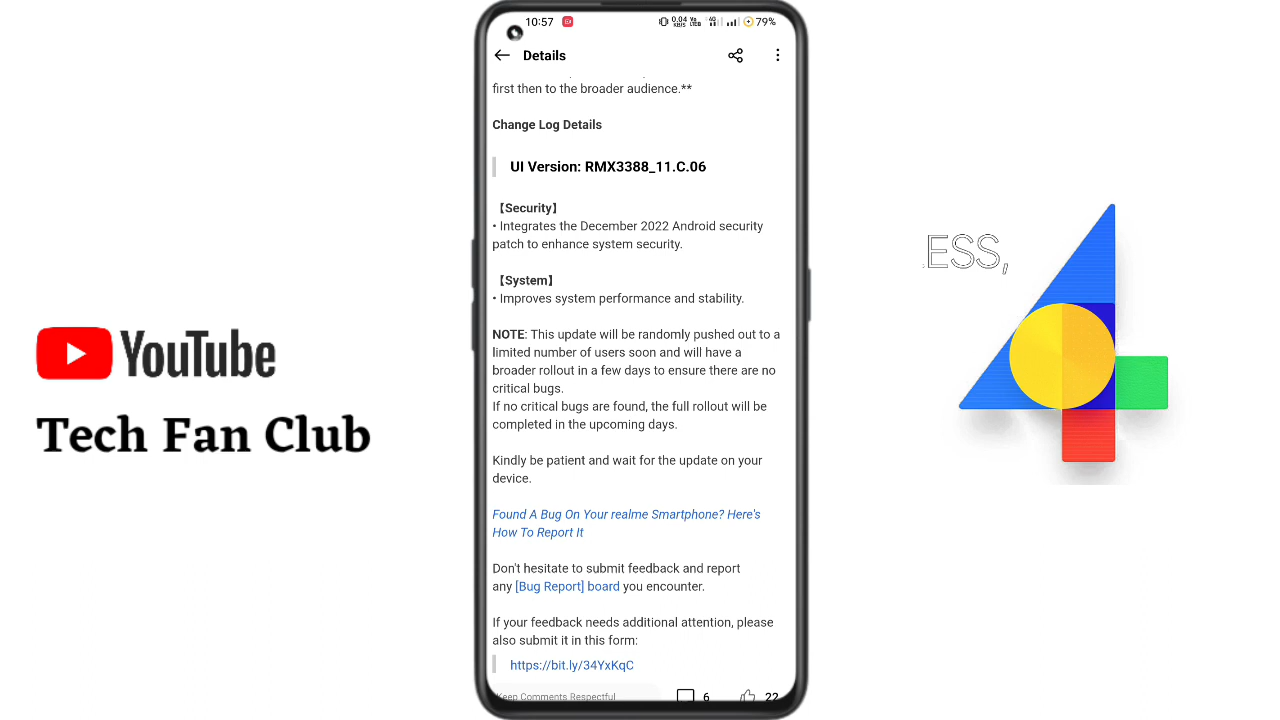 10:57
0.04 KB/S
Vo LTE
4G
79%
Details
first then to the broader audience.**
Change Log Details
UI Version: RMX3388_11.C.06
【Security】
• Integrates the December 2022 Android security
patch to enhance system security.
【System】
• Improves system performance and stability.
NOTE: This update will be randomly pushed out to a
limited number of users soon and will have a
broader rollout in a few days to ensure there are no
critical bugs.
If no critical bugs are found, the full rollout will be
completed in the upcoming days.
Kindly be patient and wait for the update on your
device.
Found A Bug On Your realme Smartphone? Here's
How To Report It
Don't hesitate to submit feedback and report
any [Bug Report] board you encounter.
If your feedback needs additional attention, please
also submit it in this form:
https://bit.ly/34YxKqC
Keep Comments Respectful
6
22
YouTube
Tech Fan Club
ESS,